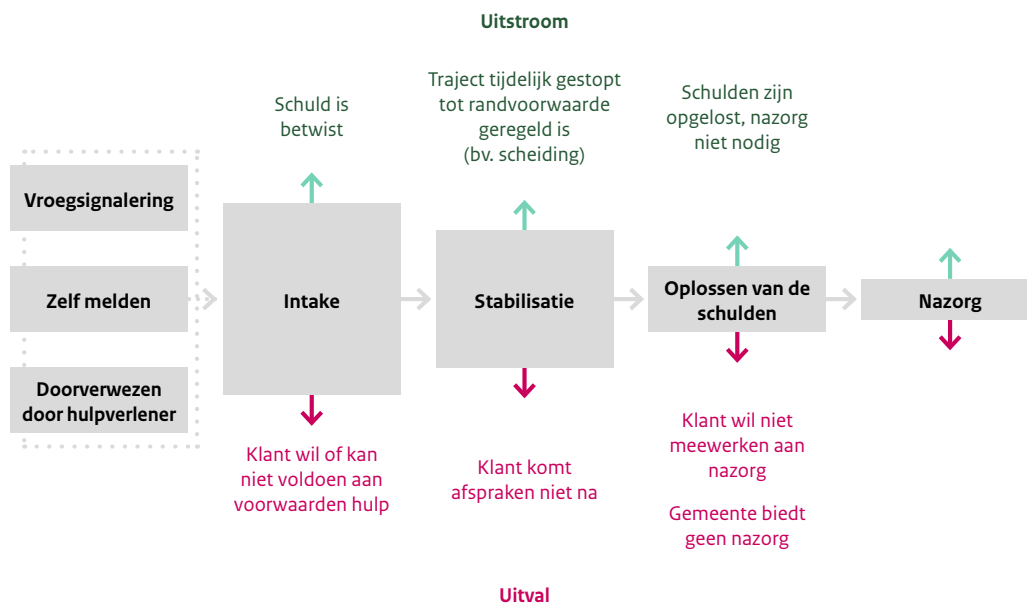 Uitstroom
Schuld is
betwist
Traject tijdelijk gestopt
tot randvoorwaarde
geregeld is
(bv. scheiding)
Schulden zijn
opgelost, nazorg
niet nodig
Vroegsignalering
Zelf melden
Doorverwezen
door hulpverlener
Intake
Stabilisatie
Oplossen van de
schulden
Nazorg
Klant wil of kan
niet voldoen aan
voorwaarden hulp
Klant komt
afspraken niet na
Klant wil niet
meewerken aan
nazorg
Gemeente biedt
geen nazorg
Uitval